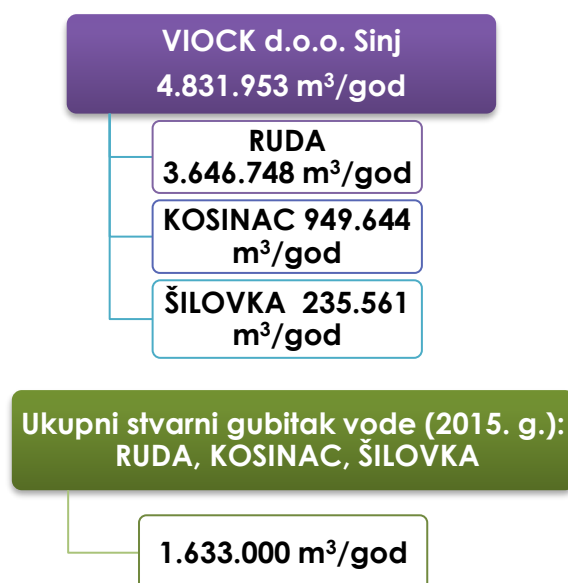 VIOCK d.o.o. Sinj
4.831.953 m³/god
RUDA
3.646.748 m³/god
KOSINAC 949.644
m³/god
ŠILOVKA 235.561
m³/god
Ukupni stvarni gubitak vode (2015. g.):
RUDA, KOSINAC, ŠILOVKA
1.633.000 m³/god